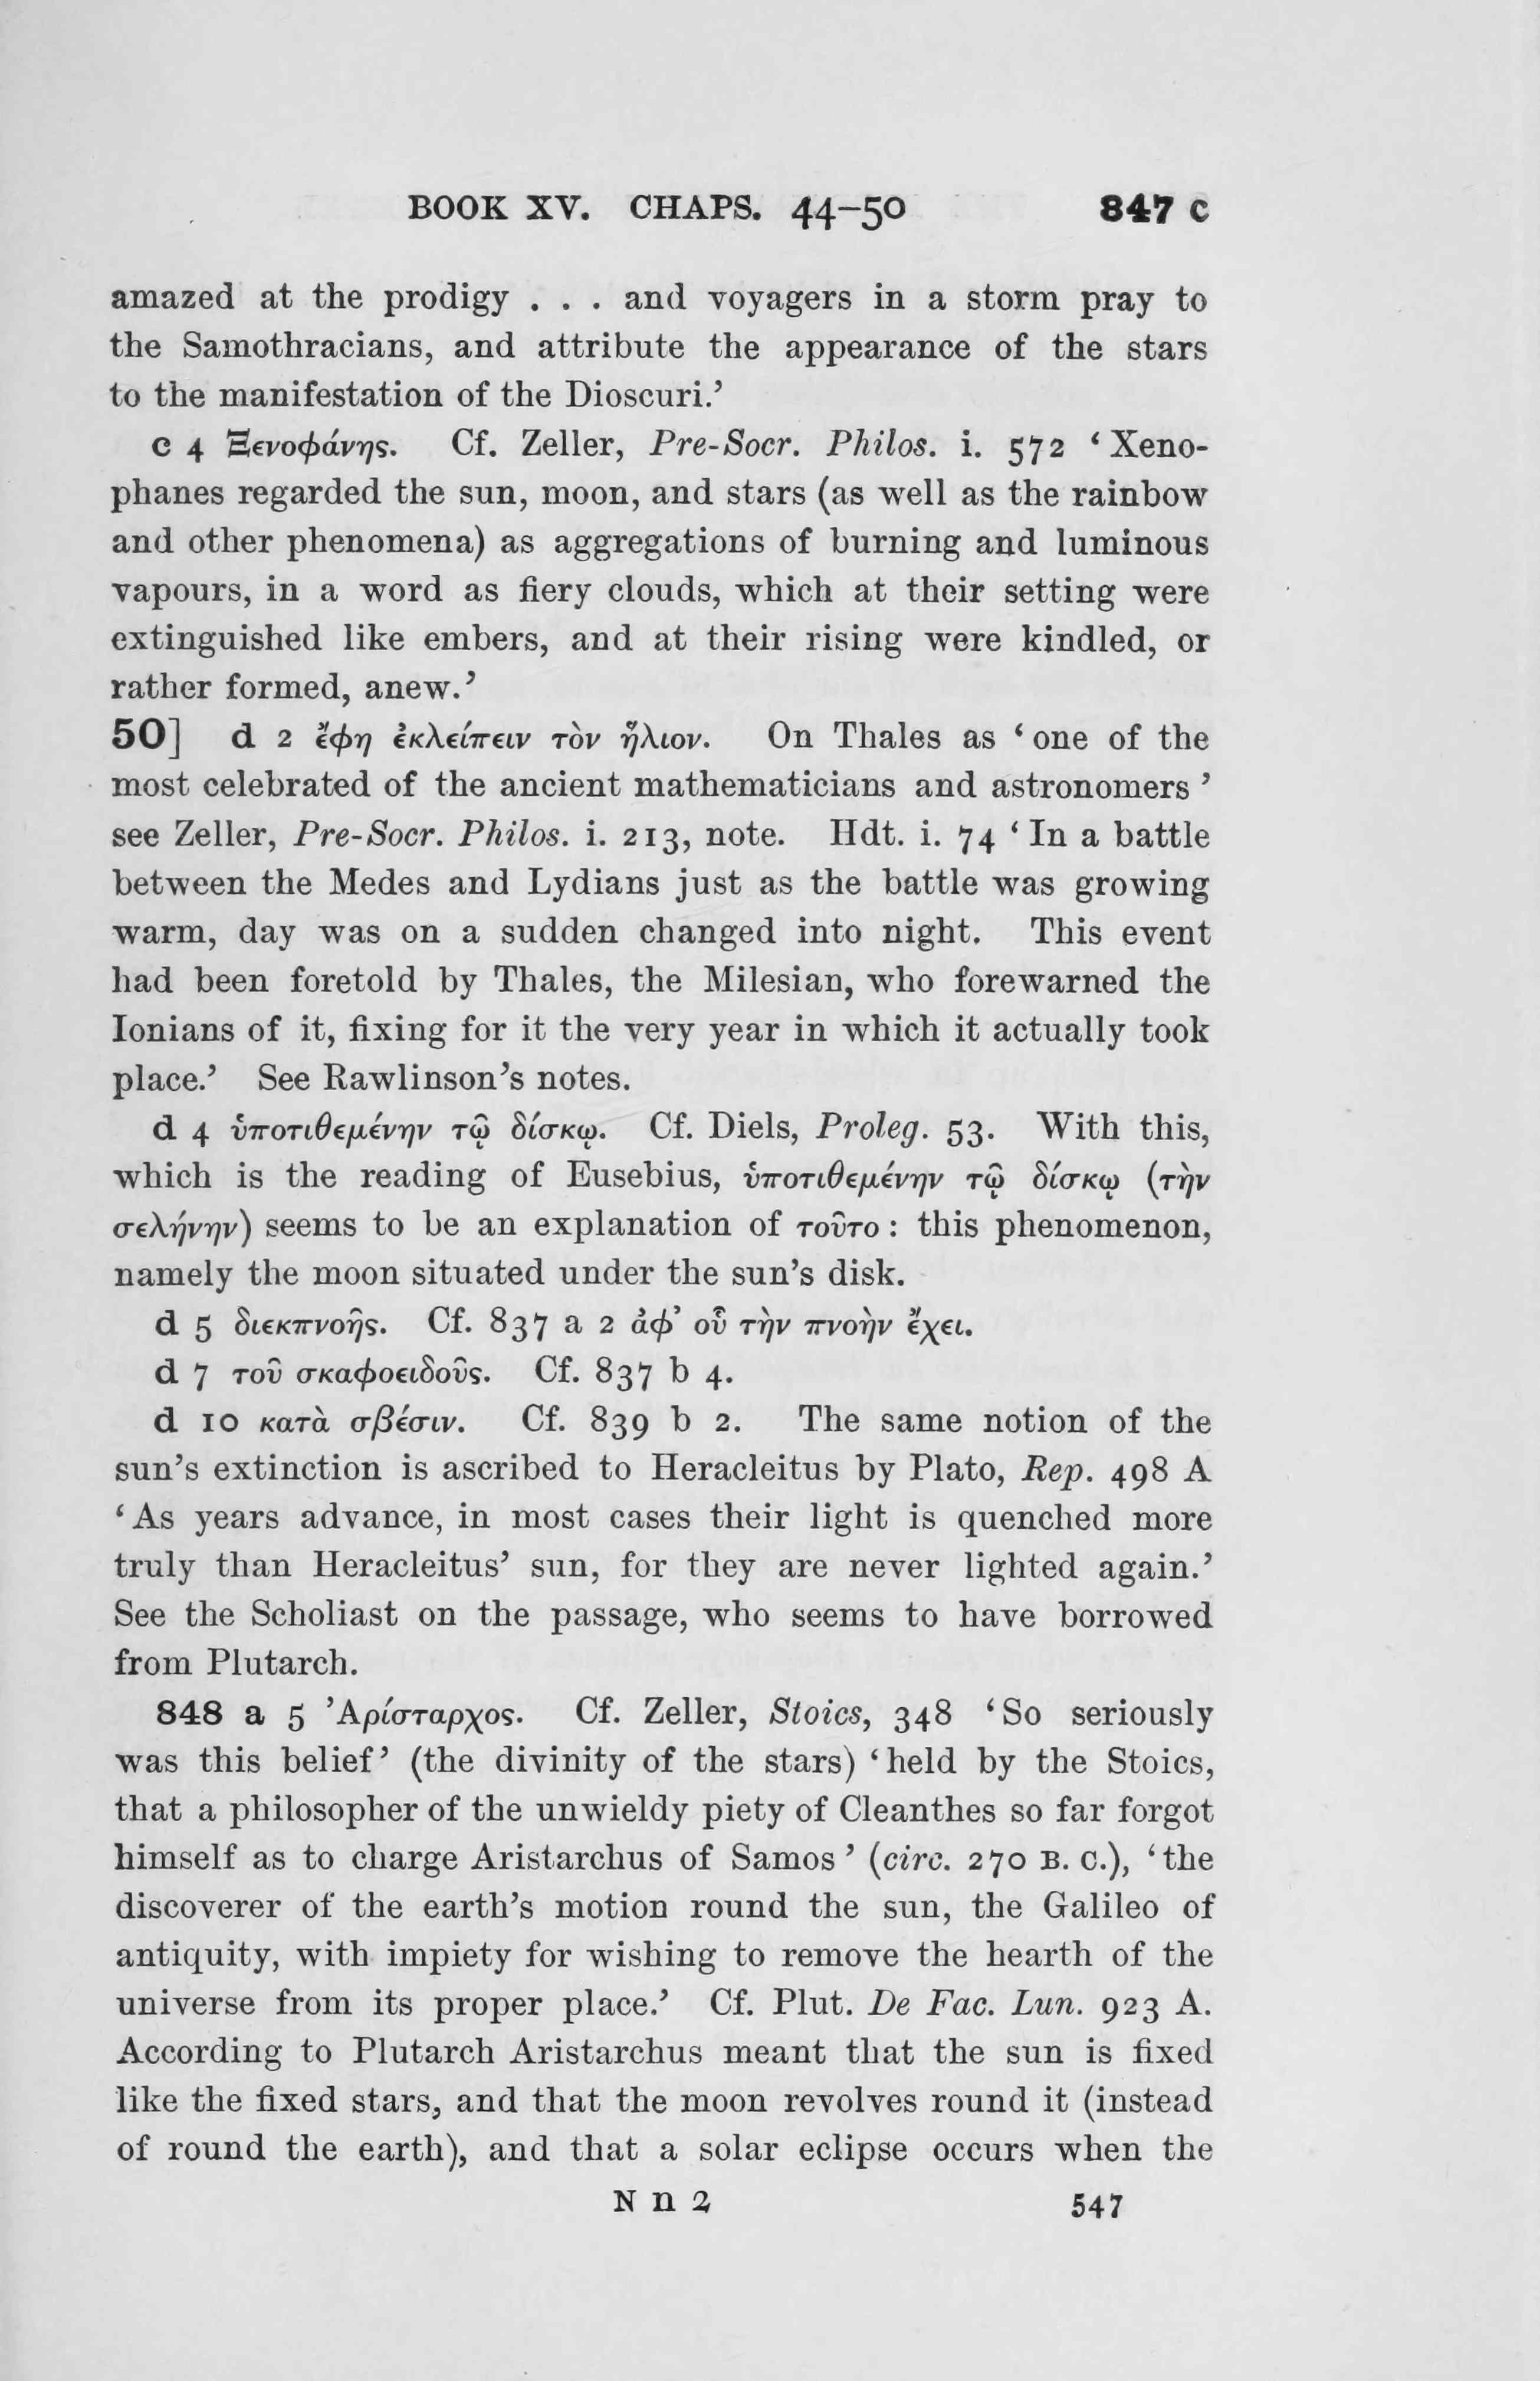 BOOK XV. CHAPS. 44–50 847 c
amazed at the prodigy . . . and voyagers in a storm pray to
the Samothracians, and attribute the appearance of the stars
to the manifestation of the Dioscuri.’
c 4 Ξενοφάνης. Cf. Zeller, Pre-Socr. Philos. i. 572 ‘Xeno-
phanes regarded the sun, moon, and stars (as well as the rainbow
and other phenomena) as aggregations of burning and luminous
vapours, in a word as fiery clouds, which at their setting were
extinguished like embers, and at their rising were kindled, or
rather formed, anew.’
50] d 2 ἔφη ἐκλείπειν τὸν ἥλιον. On Thales as ‘one of the
most celebrated of the ancient mathematicians and astronomers’
see Zeller, Pre-Socr. Philos. i. 213, note. Hdt. i. 74 ‘In a battle
between the Medes and Lydians just as the battle was growing
warm, day was on a sudden changed into night. This event
had been foretold by Thales, the Milesian, who forewarned the
Ionians of it, fixing for it the very year in which it actually took
place.’ See Rawlinson’s notes.
d 4 ὑποτιθεμένην τῷ δίσκῳ. Cf. Diels, Proleg. 53. With this,
which is the reading of Eusebius, ὑποτιθεμένην τῷ δίσκῳ (τὴν
σελήνην) seems to be an explanation of τοῦτο : this phenomenon,
namely the moon situated under the sun’s disk.
d 5 διεκπνοῆς. Cf. 837 a 2 ἀφ’ οὗ τὴν πνοὴν ἔχει.
d 7 τοῦ σκαφοειδοῦς. Cf. 837 b 4.
d 10 κατὰ σβέσιν. Cf. 839 b 2. The same notion of the
sun’s extinction is ascribed to Heracleitus by Plato, Rep. 498 A
‘As years advance, in most cases their light is quenched more
truly than Heracleitus’ sun, for they are never lighted again.’
See the Scholiast on the passage, who seems to have borrowed
from Plutarch.
848 a 5 Ἀρίσταρχος. Cf. Zeller, Stoics, 348 ‘So seriously
was this belief’ (the divinity of the stars) ‘held by the Stoics,
that a philosopher of the unwieldy piety of Cleanthes so far forgot
himself as to charge Aristarchus of Samos’ (circ. 270 B. C.), ‘the
discoverer of the earth’s motion round the sun, the Galileo of
antiquity, with impiety for wishing to remove the hearth of the
universe from its proper place.’ Cf. Plut. De Fac. Lun. 923 A.
According to Plutarch Aristarchus meant that the sun is fixed
like the fixed stars, and that the moon revolves round it (instead
of round the earth), and that a solar eclipse occurs when the
N n 2 547